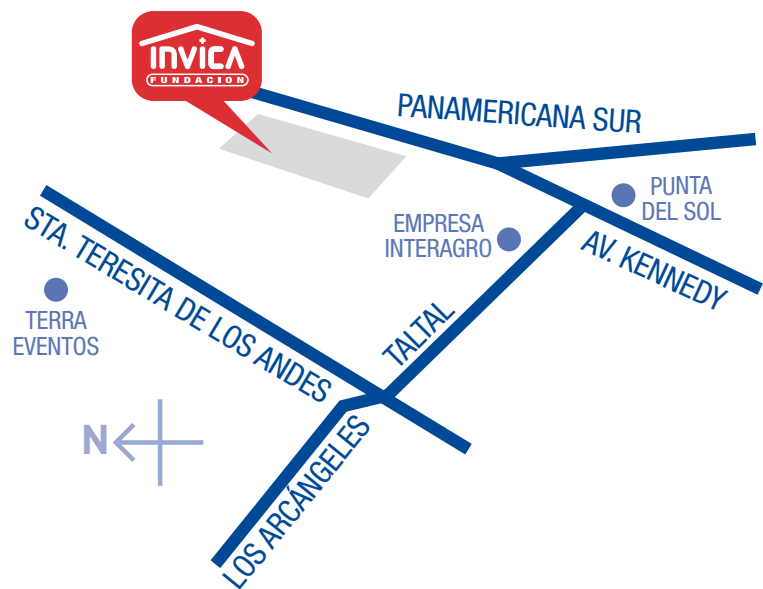 INVICA
FUNDACION
PANAMERICANA SUR
PUNTA
DEL SOL
EMPRESA
INTERAGRO
AV. KENNEDY
STA. TERESITA DE LOS ANDES
TALTAL
TERRA
EVENTOS
N
LOS ARCÁNGELES